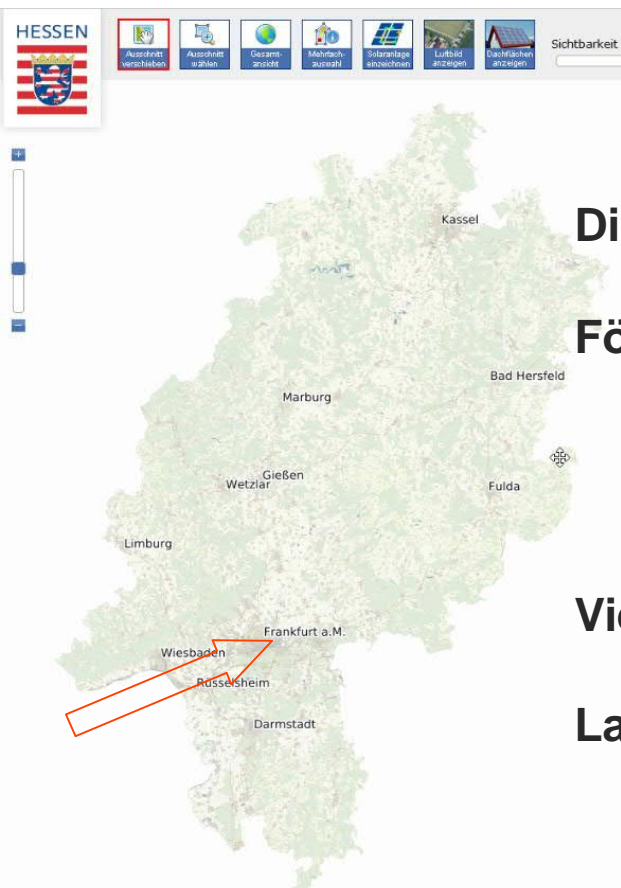 HESSEN
Ausschnitt
verschieben
Ausschnitt
wählen
Gesamt-
ansicht
Mehrfach-
auswahl
Solaranlage
einzeichnen
Luftbild
anzeigen
Dachflächen
anzeigen
Sichtbarkeit
Kassel
Di
Fö
Bad Hersfeld
Marburg
Gießen
Wetzlar
Fulda
Limburg
Frankfurt a.M.
Wiesbaden
Rüsselsheim
Darmstadt
Vie
La